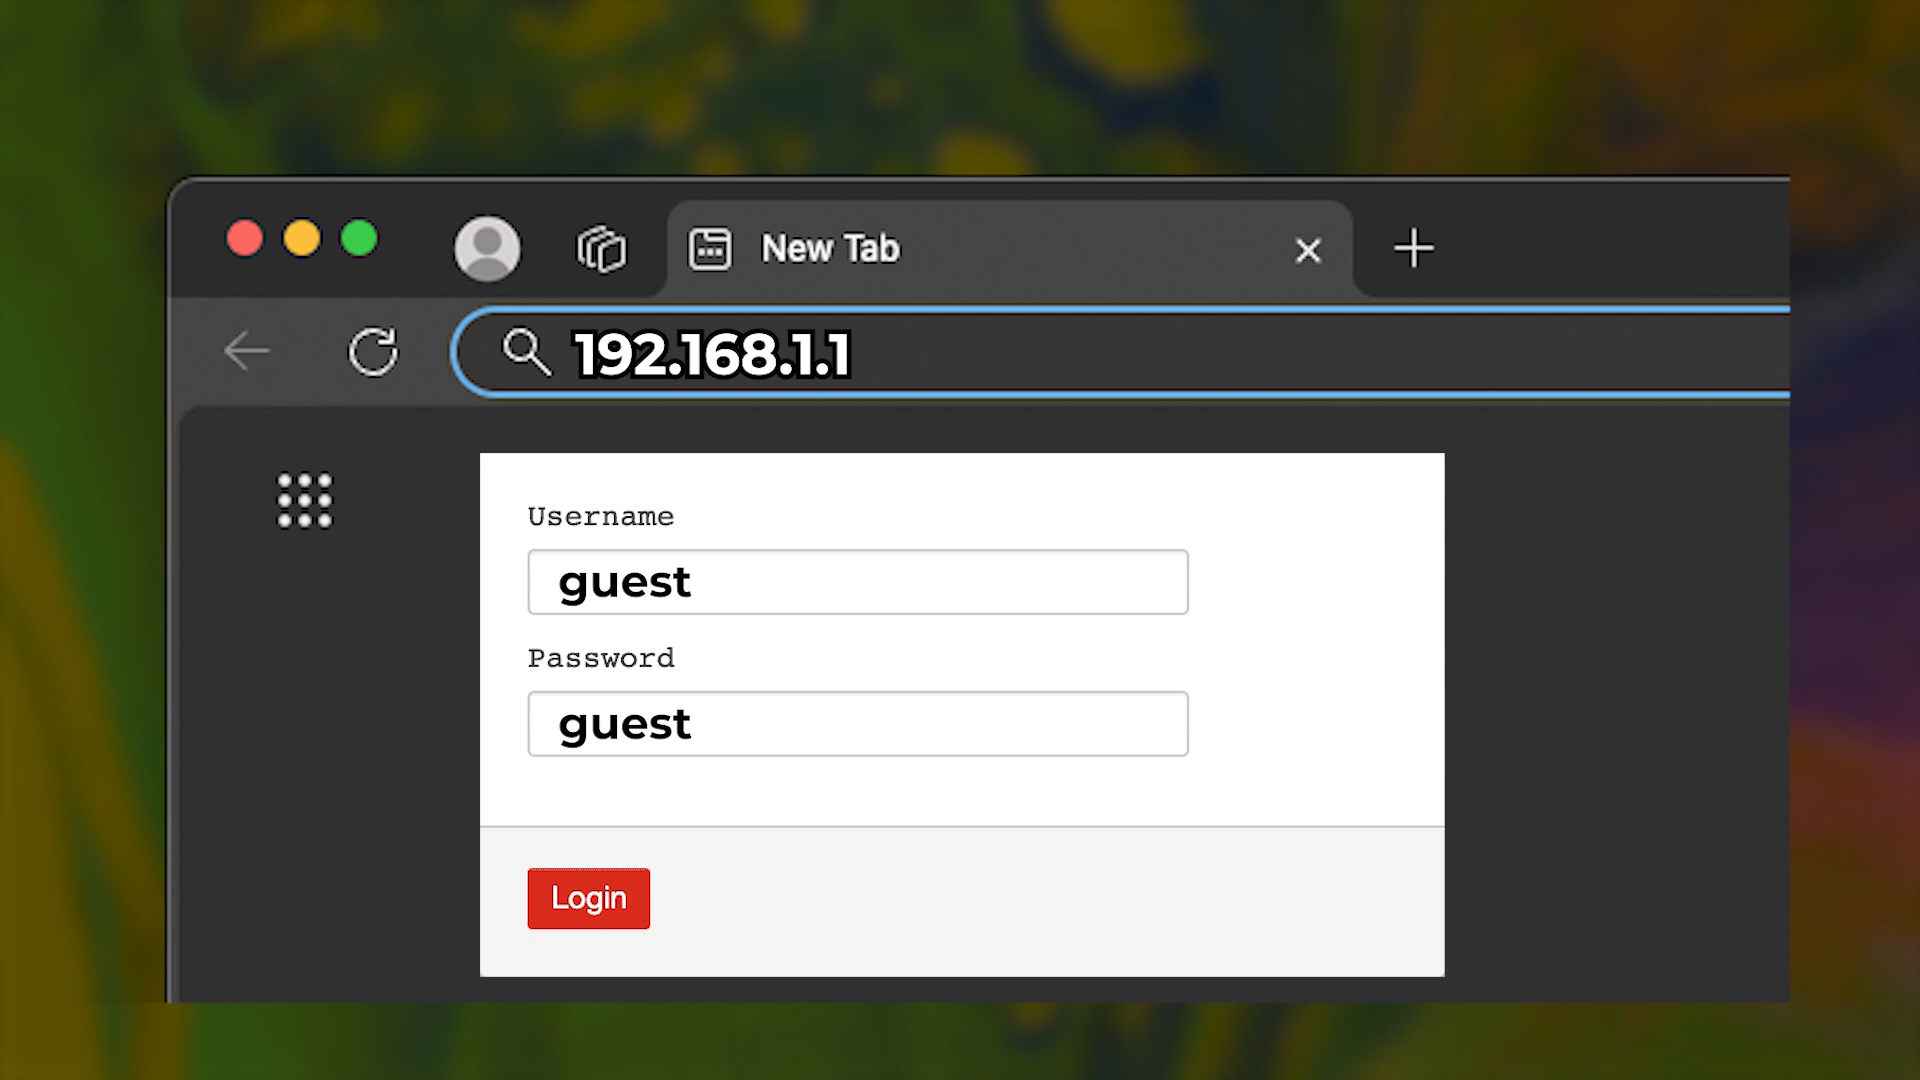 New Tab
192.168.1.1
Username
guest
Password
guest
Login